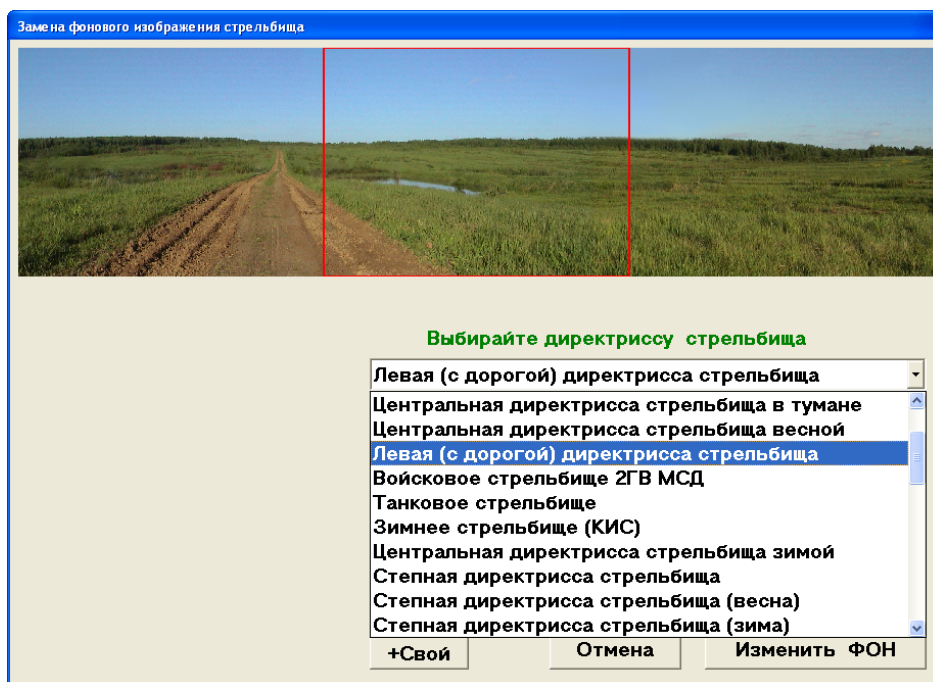 Замена фонового изображения стрельбища
Выбирайте директриссу стрельбища
Левая (с дорогой) директрисса стрельбища
Центральная директрисса стрельбища в тумане
Центральная директрисса стрельбища весной
Левая (с дорогой) директрисса стрельбища
Войсковое стрельбище 2ГВ МСД
Танковое стрельбище
Зимнее стрельбище (КИС)
Центральная директрисса стрельбища зимой
Степная директрисса стрельбища
Степная директрисса стрельбища (весна)
Степная директрисса стрельбища (зима)
+Свой Отмена Изменить ФОН